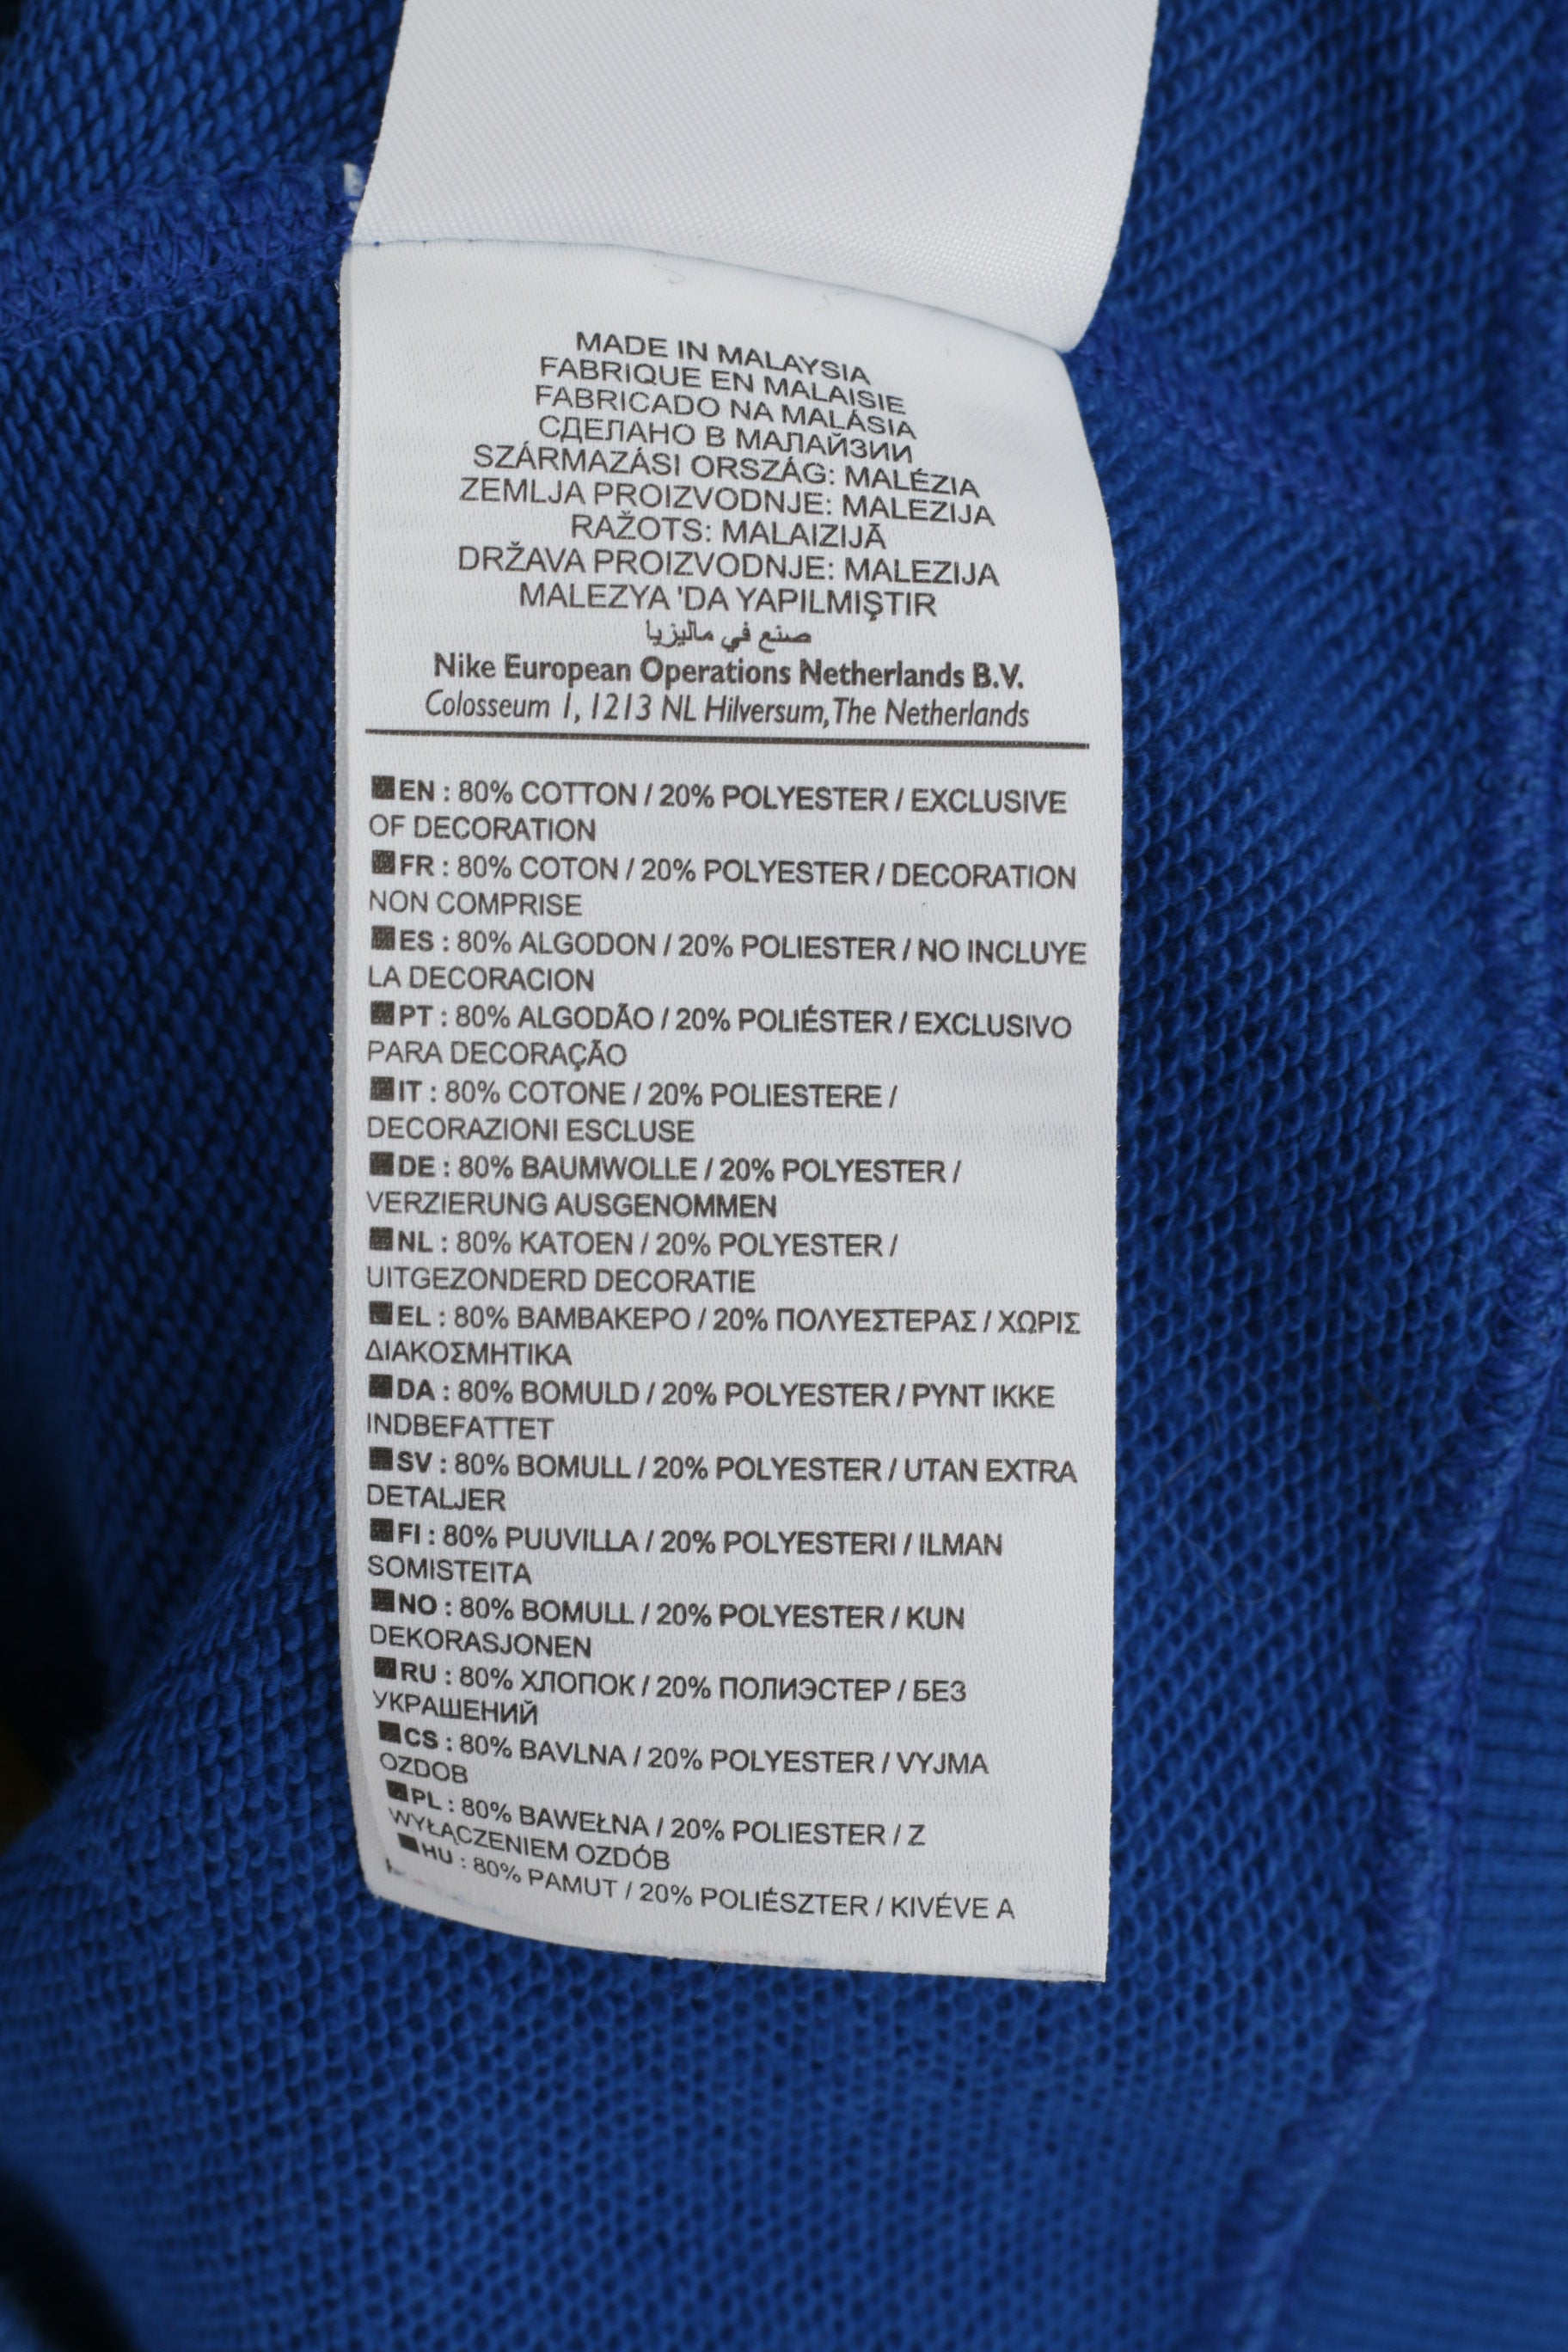 MADE IN MALAYSIA
FABRIQUE EN MALAISIE
FABRICADO NA MALÁSIA
СДЕЛАНО В МАЛАЙЗИИ
SZÁRMAZÁSI ORSZÁG: MALÉZIA
ZEMLJA PROIZVODNJE: MALEZIJA
RAŽOTS: MALAIZIJĀ
DRŽAVA PROIZVODNJE: MALEZIJA
MALEZYA 'DA YAPILMIŞTIR
صنع في ماليزيا
Nike European Operations Netherlands B.V.
Colosseum 1, 1213 NL Hilversum, The Netherlands
EN : 80% COTTON / 20% POLYESTER / EXCLUSIVE
OF DECORATION
FR : 80% COTON / 20% POLYESTER / DECORATION
NON COMPRISE
ES : 80% ALGODON / 20% POLIESTER / NO INCLUYE
LA DECORACION
PT : 80% ALGODÃO / 20% POLIÉSTER / EXCLUSIVO
PARA DECORAÇÃO
IT : 80% COTONE / 20% POLIESTERE /
DECORAZIONI ESCLUSE
DE : 80% BAUMWOLLE / 20% POLYESTER /
VERZIERUNG AUSGENOMMEN
NL : 80% KATOEN / 20% POLYESTER /
UITGEZONDERD DECORATIE
EL : 80% ΒΑΜΒΑΚΕΡΟ / 20% ΠΟΛΥΕΣΤΕΡΑΣ / ΧΩΡΙΣ
ΔΙΑΚΟΣΜΗΤΙΚΑ
DA : 80% BOMULD / 20% POLYESTER / PYNT IKKE
INDBEFATTET
SV : 80% BOMULL / 20% POLYESTER / UTAN EXTRA
DETALJER
FI : 80% PUUVILLA / 20% POLYESTERI / ILMAN
SOMISTEITA
NO : 80% BOMULL / 20% POLYESTER / KUN
DEKORASJONEN
RU : 80% ХЛОПОК / 20% ПОЛИЭСТЕР / БЕЗ
УКРАШЕНИЙ
CS : 80% BAVLNA / 20% POLYESTER / VYJMA
OZDOB
PL : 80% BAWEŁNA / 20% POLIESTER / Z
WYŁĄCZENIEM OZDÓB
HU : 80% PAMUT / 20% POLIÉSZTER / KIVÉVE A